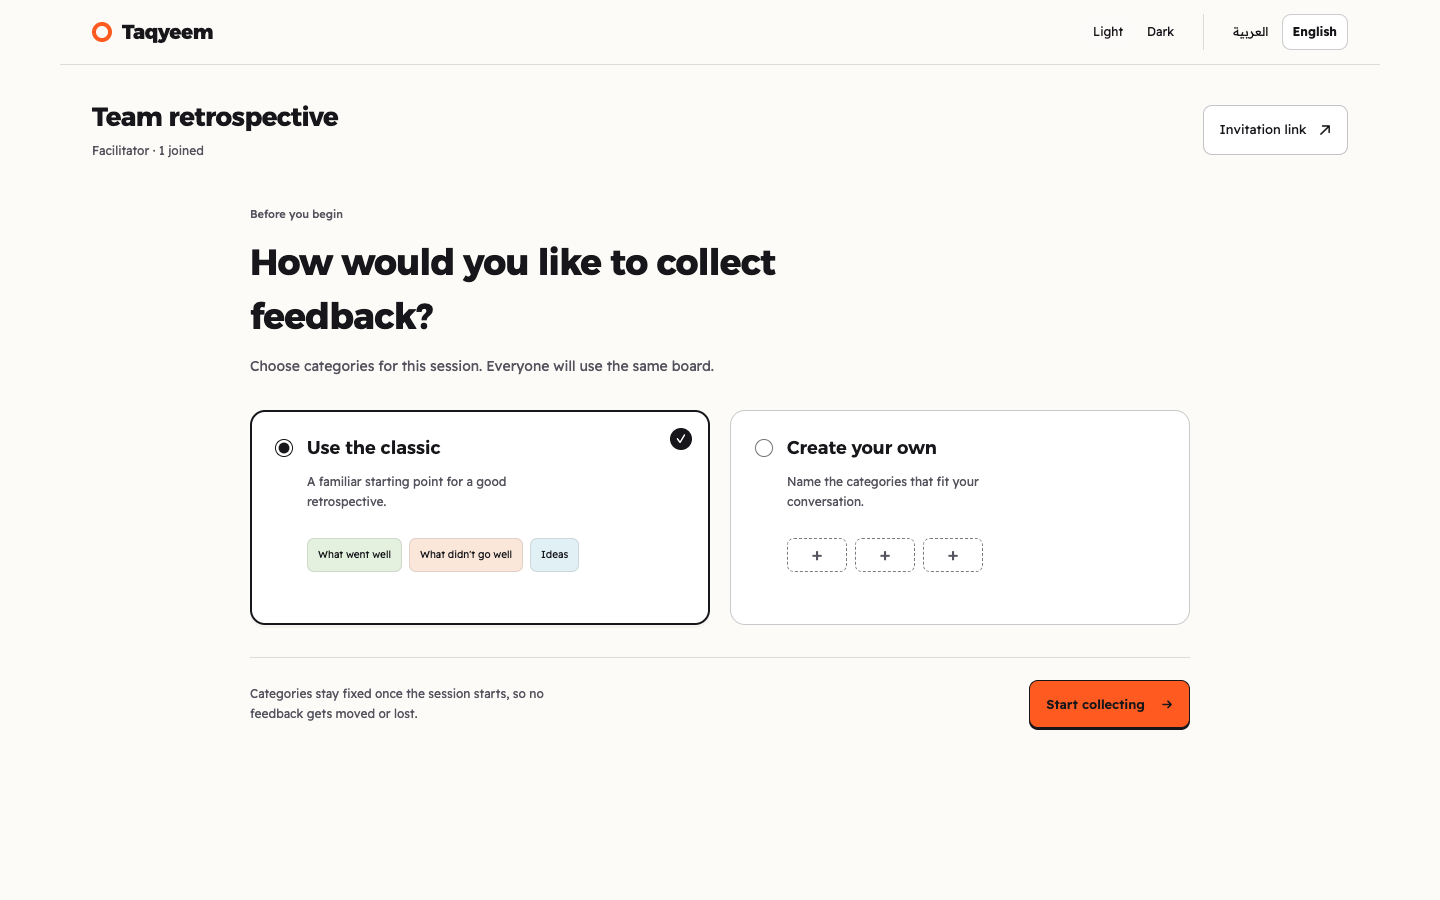 Taqyeem
Light
Dark
العربية
English
Team retrospective
Facilitator · 1 joined
Invitation link
Before you begin
How would you like to collect
feedback?
Choose categories for this session. Everyone will use the same board.
Use the classic
A familiar starting point for a good
retrospective.
What went well
What didn't go well
Ideas
Create your own
Name the categories that fit your
conversation.
+
+
+
Categories stay fixed once the session starts, so no
feedback gets moved or lost.
Start collecting